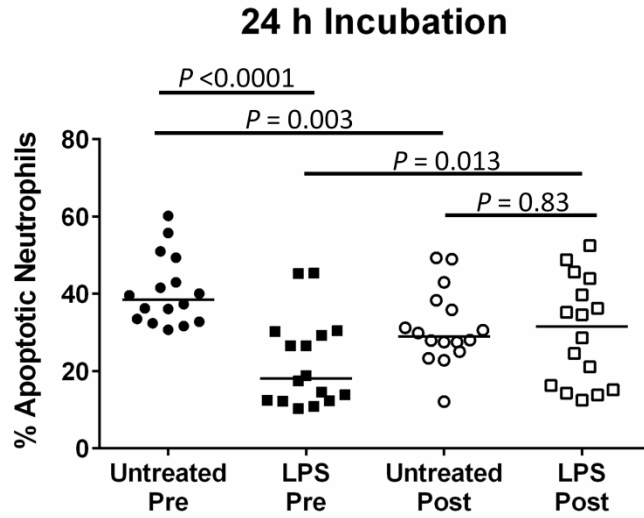 24 h Incubation
P <0.0001
P = 0.003
P = 0.013
P = 0.83
% Apoptotic Neutrophils
80
60
40
20
0
Untreated Pre
LPS Pre
Untreated Post
LPS Post